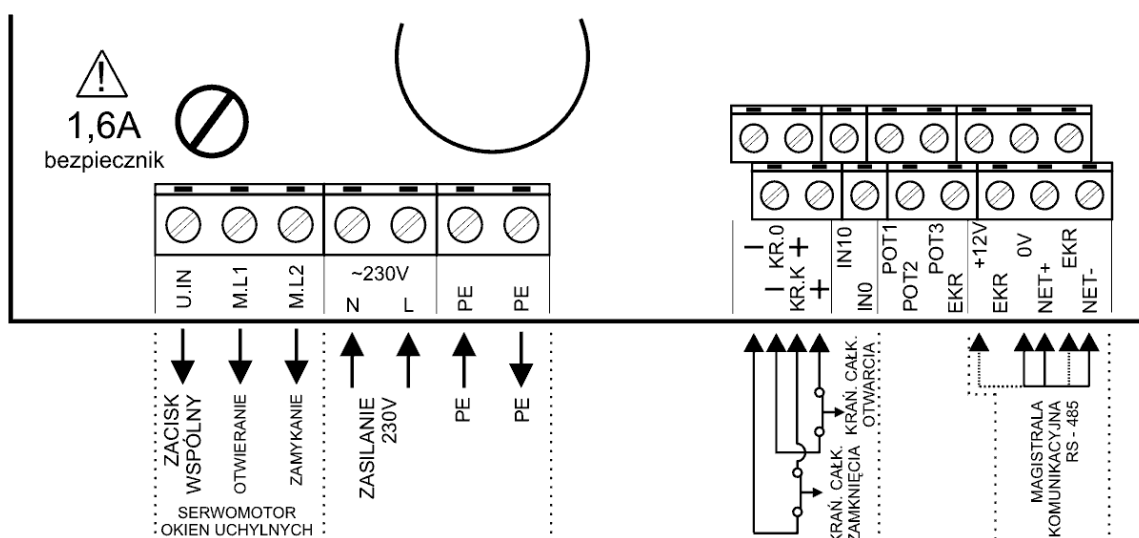 1,6A
bezpiecznik
U.IN
M.L1
M.L2
~230V
N
L
PE
PE
KR.0
KR.K
IN10
IN0
POT1
POT2
POT3
EKR
+12V
EKR
0V
NET+
EKR
NET-
ZACISK
WSPÓLNY
OTWIERANIE
ZAMYKANIE
ZASILANIE
230V
PE
PE
SERWOMOTOR
OKIEN UCHYLNYCH
KRAŃ. CAŁK.
OTWARCIA
KRAŃ. CAŁK.
ZAMKNIĘCIA
MAGISTRALA
KOMUNIKACYJNA
RS - 485